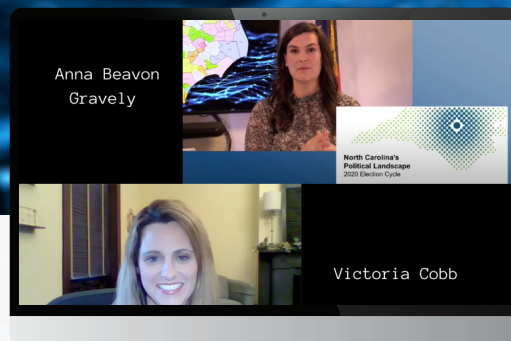 Anna Beavon
Gravely
North Carolina's
Political Landscape
2020 Election Cycle
Victoria Cobb